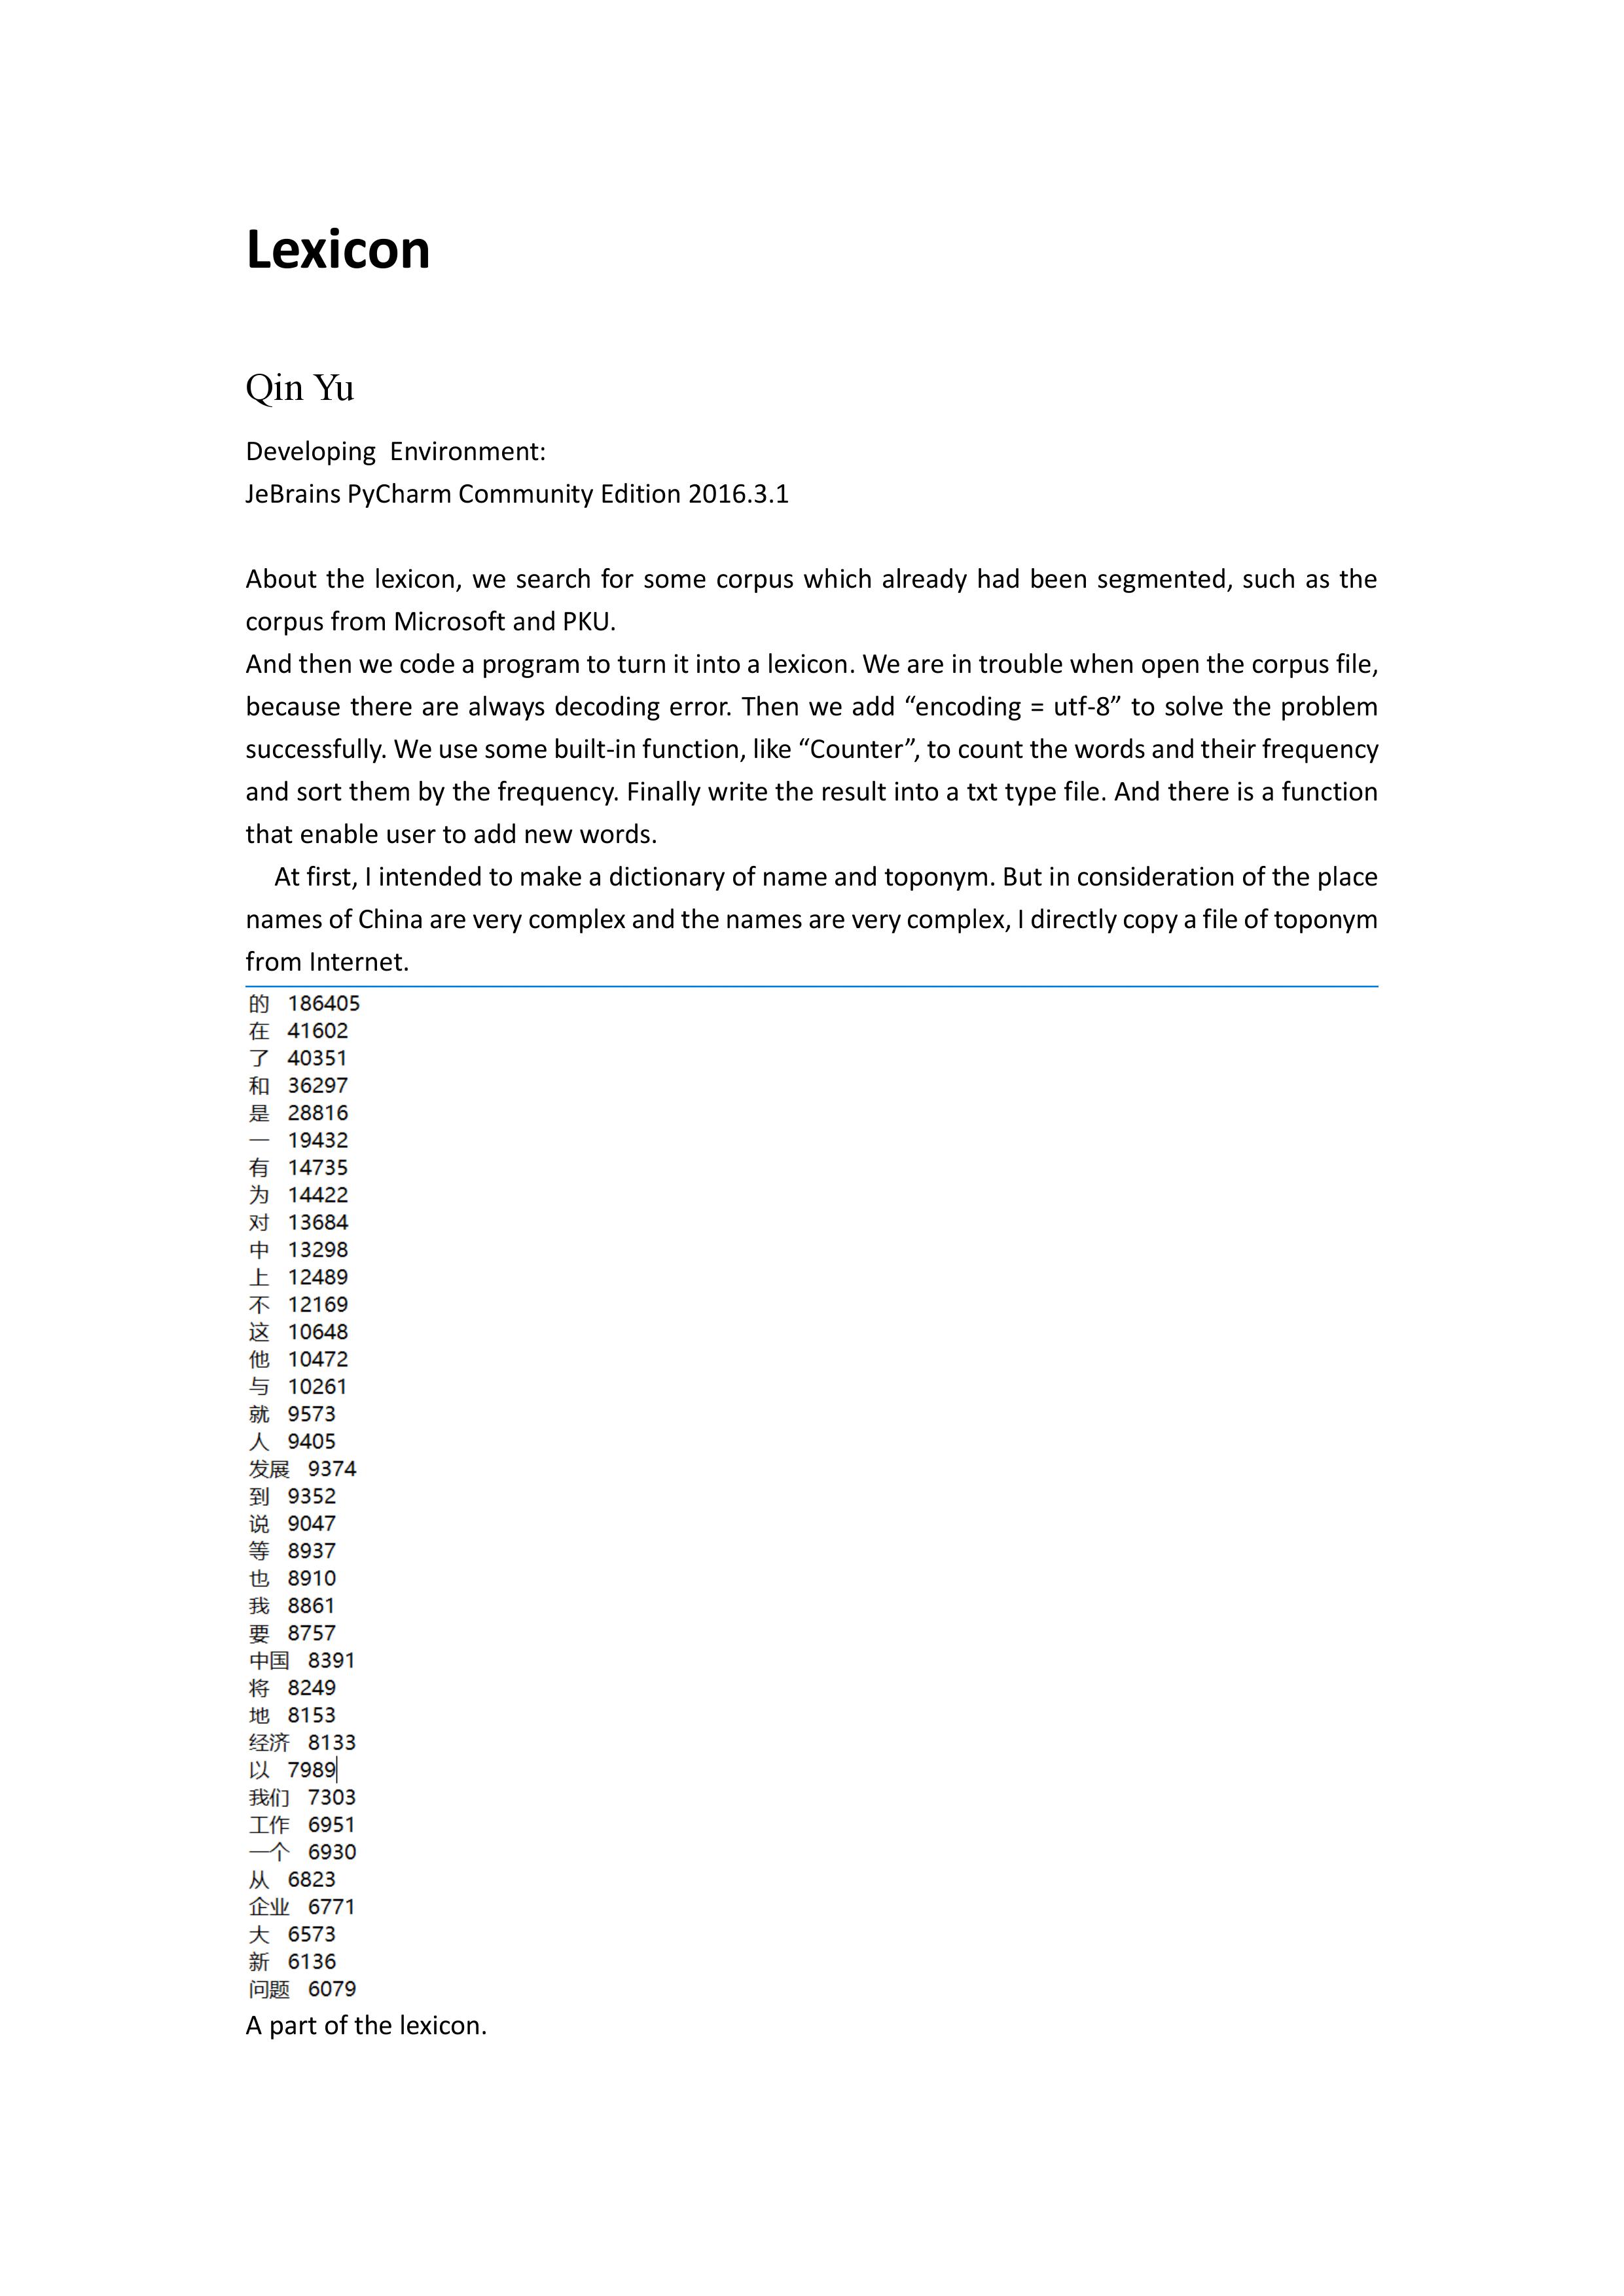 Lexicon
Qin Yu
Developing  Environment:
JeBrains PyCharm Community Edition 2016.3.1
About the lexicon, we search for some corpus which already had been segmented, such as the
corpus from Microsoft and PKU.
And then we code a program to turn it into a lexicon. We are in trouble when open the corpus file,
because there are always decoding error. Then we add “encoding = utf-8” to solve the problem
successfully. We use some built-in function, like “Counter”, to count the words and their frequency
and sort them by the frequency. Finally write the result into a txt type file. And there is a function
that enable user to add new words.
At first, I intended to make a dictionary of name and toponym. But in consideration of the place
names of China are very complex and the names are very complex, I directly copy a file of toponym
from Internet.
的 186405
在 41602
了 40351
和 36297
是 28816
一 19432
有 14735
为 14422
对 13684
中 13298
上 12489
不 12169
这 10648
他 10472
与 10261
就 9573
人 9405
发展 9374
到 9352
说 9047
等 8937
也 8910
我 8861
要 8757
中国 8391
将 8249
地 8153
经济 8133
以 7989
我们 7303
工作 6951
一个 6930
从 6823
企业 6771
大 6573
新 6136
问题 6079
A part of the lexicon.